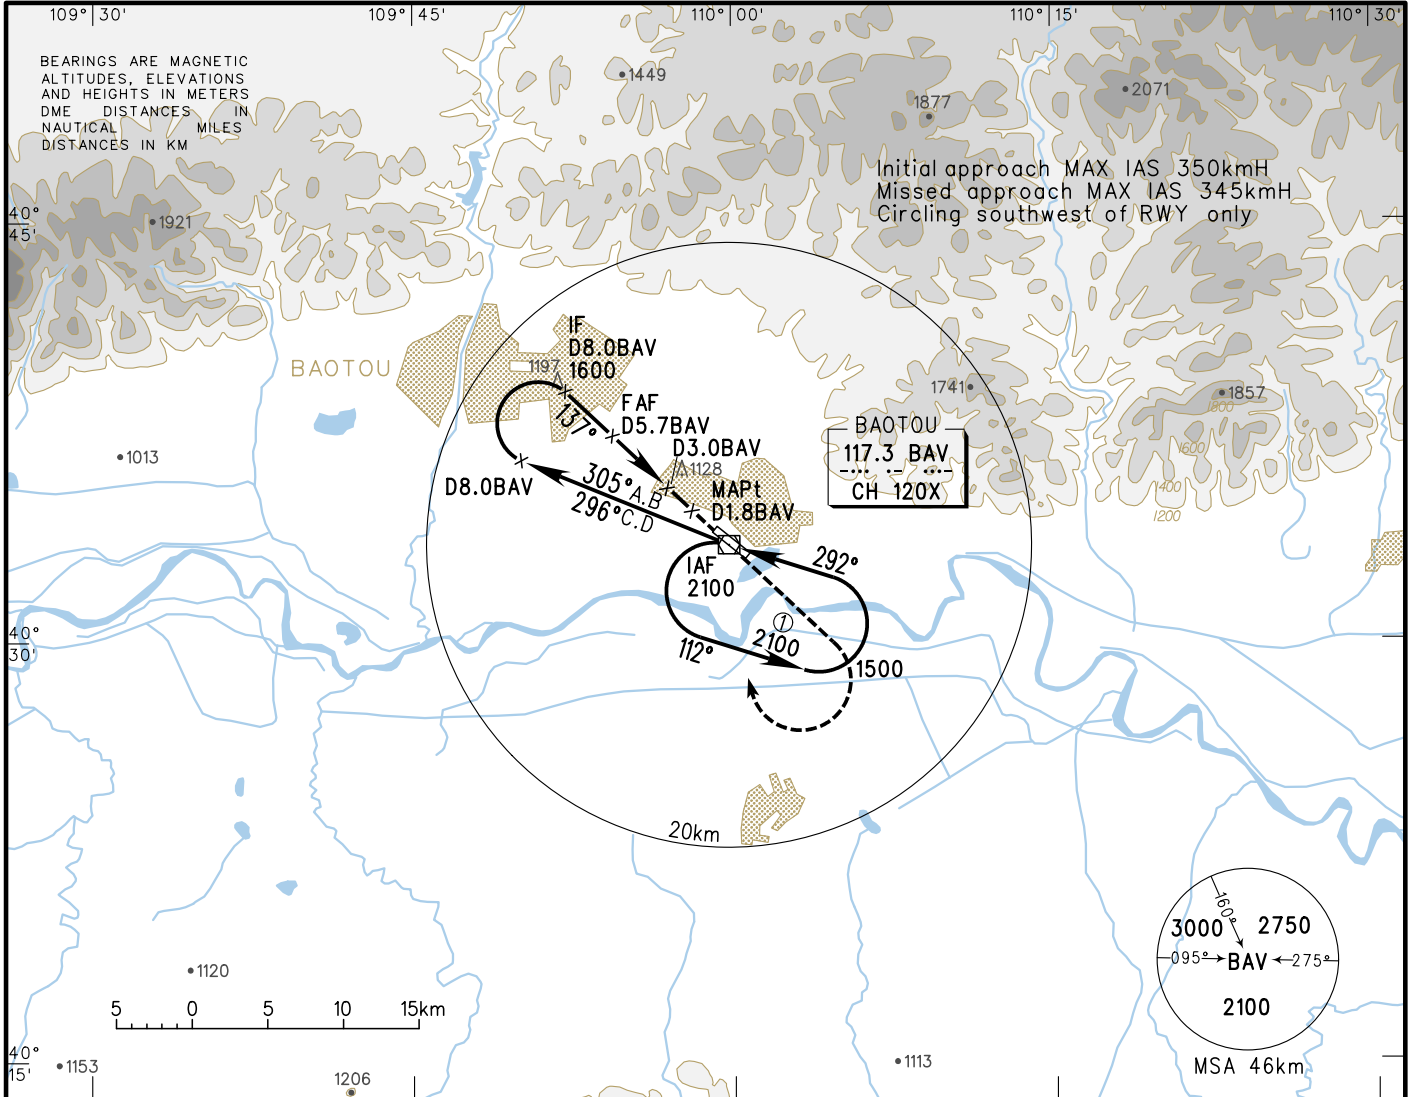 109°30'
109°45'
110°00'
110°15'
110°30'
BEARINGS ARE MAGNETIC
ALTITUDES, ELEVATIONS
AND HEIGHTS IN METERS
DME DISTANCES IN
NAUTICAL MILES
DISTANCES IN KM
1449
2071
1877
Initial approach MAX IAS 350kmH
Missed approach MAX IAS 345kmH
Circling southwest of RWY only
40°
45'
1921
IF
D8.0BAV
1600
1197
BAOTOU
137°
FAF
D5.7BAV
D3.0BAV
1128
1741
1857
1800
1600
1400
1200
BAOTOU
117.3 BAV
CH 120X
1013
D8.0BAV
305°A.B
296°C.D
MAPt
D1.8BAV
IAF
2100
292°
112°
1
2100
1500
40°
30'
20km
160°
3000
2750
095°
BAV
275°
2100
MSA 46km
1120
5
0
5
10
15km
40°
15'
1153
1206
1113